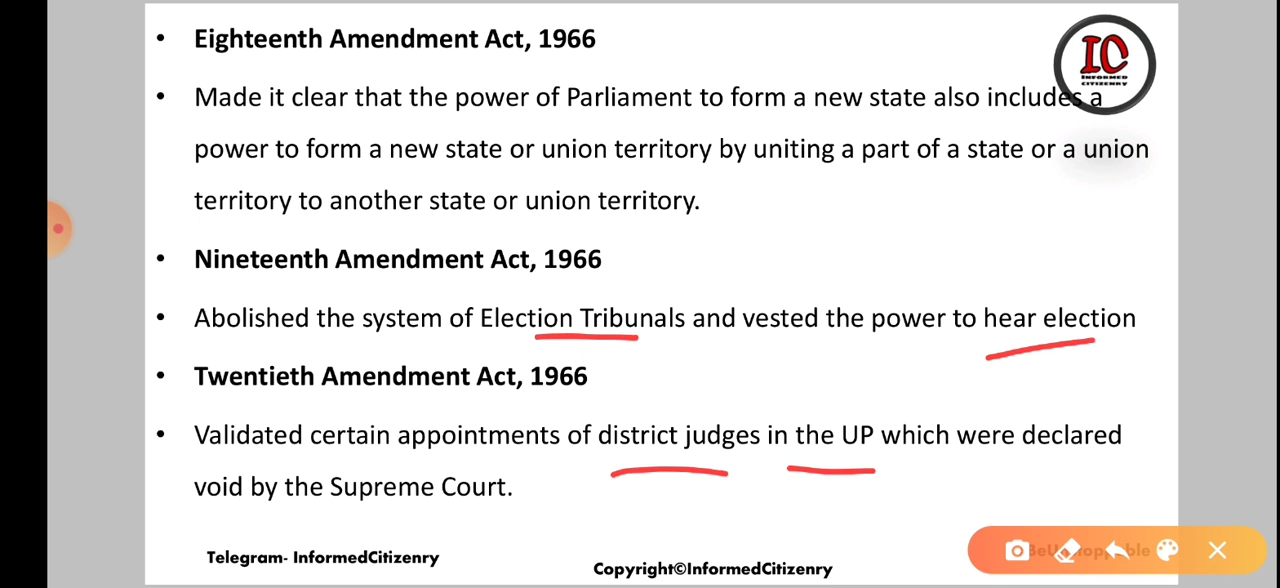 • Eighteenth Amendment Act, 1966
IC
INFORMED
CITIZENRY
• Made it clear that the power of Parliament to form a new state also includes a
power to form a new state or union territory by uniting a part of a state or a union
territory to another state or union territory.
• Nineteenth Amendment Act, 1966
• Abolished the system of Election Tribunals and vested the power to hear election
• Twentieth Amendment Act, 1966
• Validated certain appointments of district judges in the UP which were declared
void by the Supreme Court.
Telegram- InformedCitizenry
Copyright©InformedCitizenry